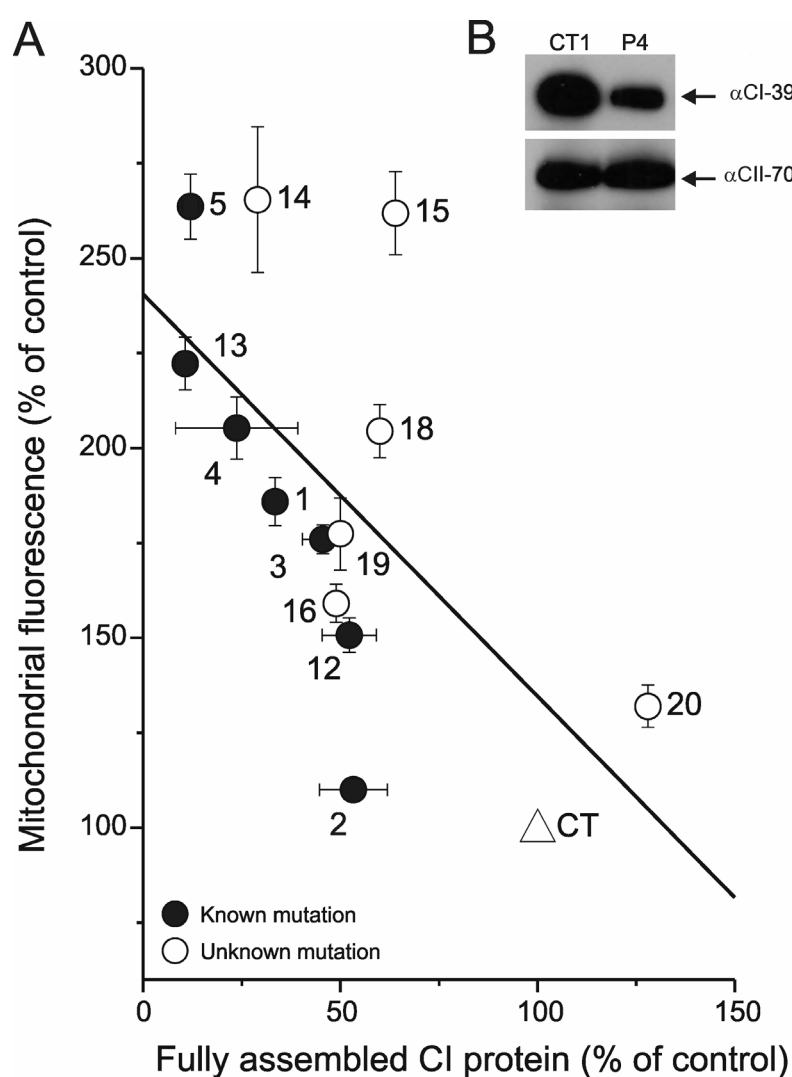 A
B
CT1 P4
αCI-39
αCII-70
Mitochondrial fluorescence (% of control)
300
250
200
150
100
5
14
15
13
18
4
1
3
19
16
12
20
2
CT
Known mutation
Unknown mutation
0 50 100 150
Fully assembled CI protein (% of control)